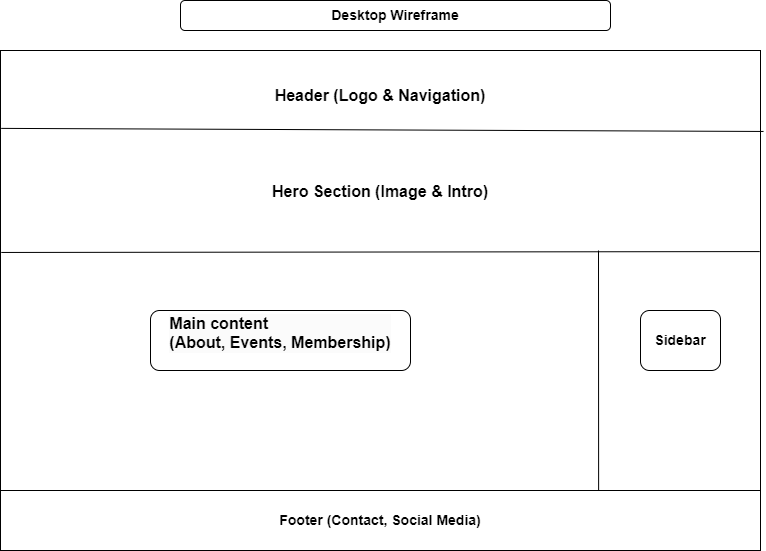 Desktop Wireframe
Header (Logo & Navigation)
Hero Section (Image & Intro)
Main content
(About, Events, Membership)
Sidebar
Footer (Contact, Social Media)